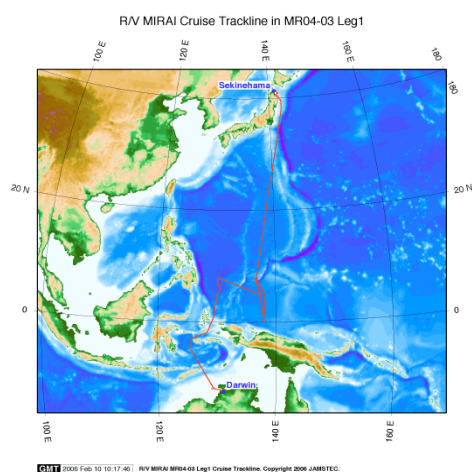 R/V MIRAI Cruise Trackline in MR04-03 Leg1
100 E
120 E
140 E
160 E
180
180
Sekinehama
20 N
20 N
0
0
Darwin
100 E
120 E
140 E
160 E
GMT 2006 Feb 10 10:17:46 R/V MIRAI MR04-03 Leg1 Cruise Trackline. Copyright 2006 JAMSTEC.